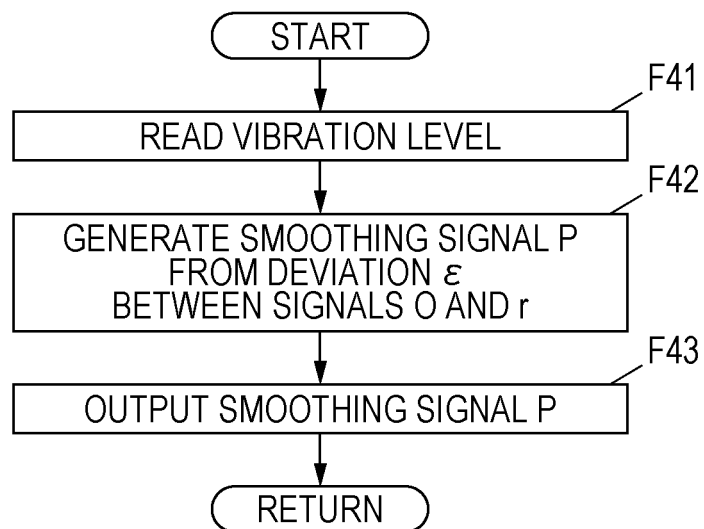 START
F41
READ VIBRATION LEVEL
F42
GENERATE SMOOTHING SIGNAL P
FROM DEVIATION ε
BETWEEN SIGNALS O AND r
F43
OUTPUT SMOOTHING SIGNAL P
RETURN